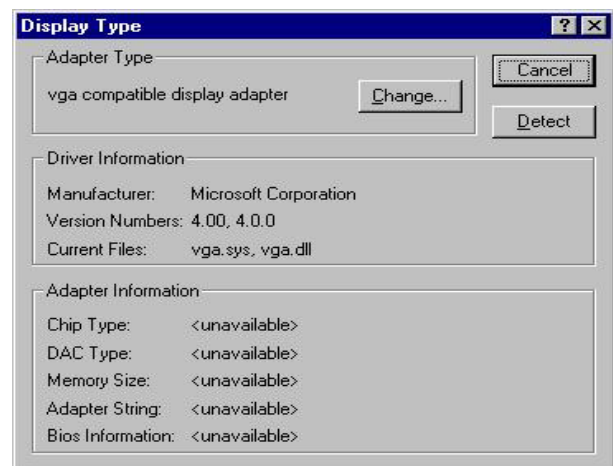 Display Type
Adapter Type
vga compatible display adapter
Change...
Cancel
Detect
Driver Information
Manufacturer: Microsoft Corporation
Version Numbers: 4.00, 4.0.0
Current Files: vga.sys, vga.dll
Adapter Information
Chip Type: <unavailable>
DAC Type: <unavailable>
Memory Size: <unavailable>
Adapter String: <unavailable>
Bios Information: <unavailable>